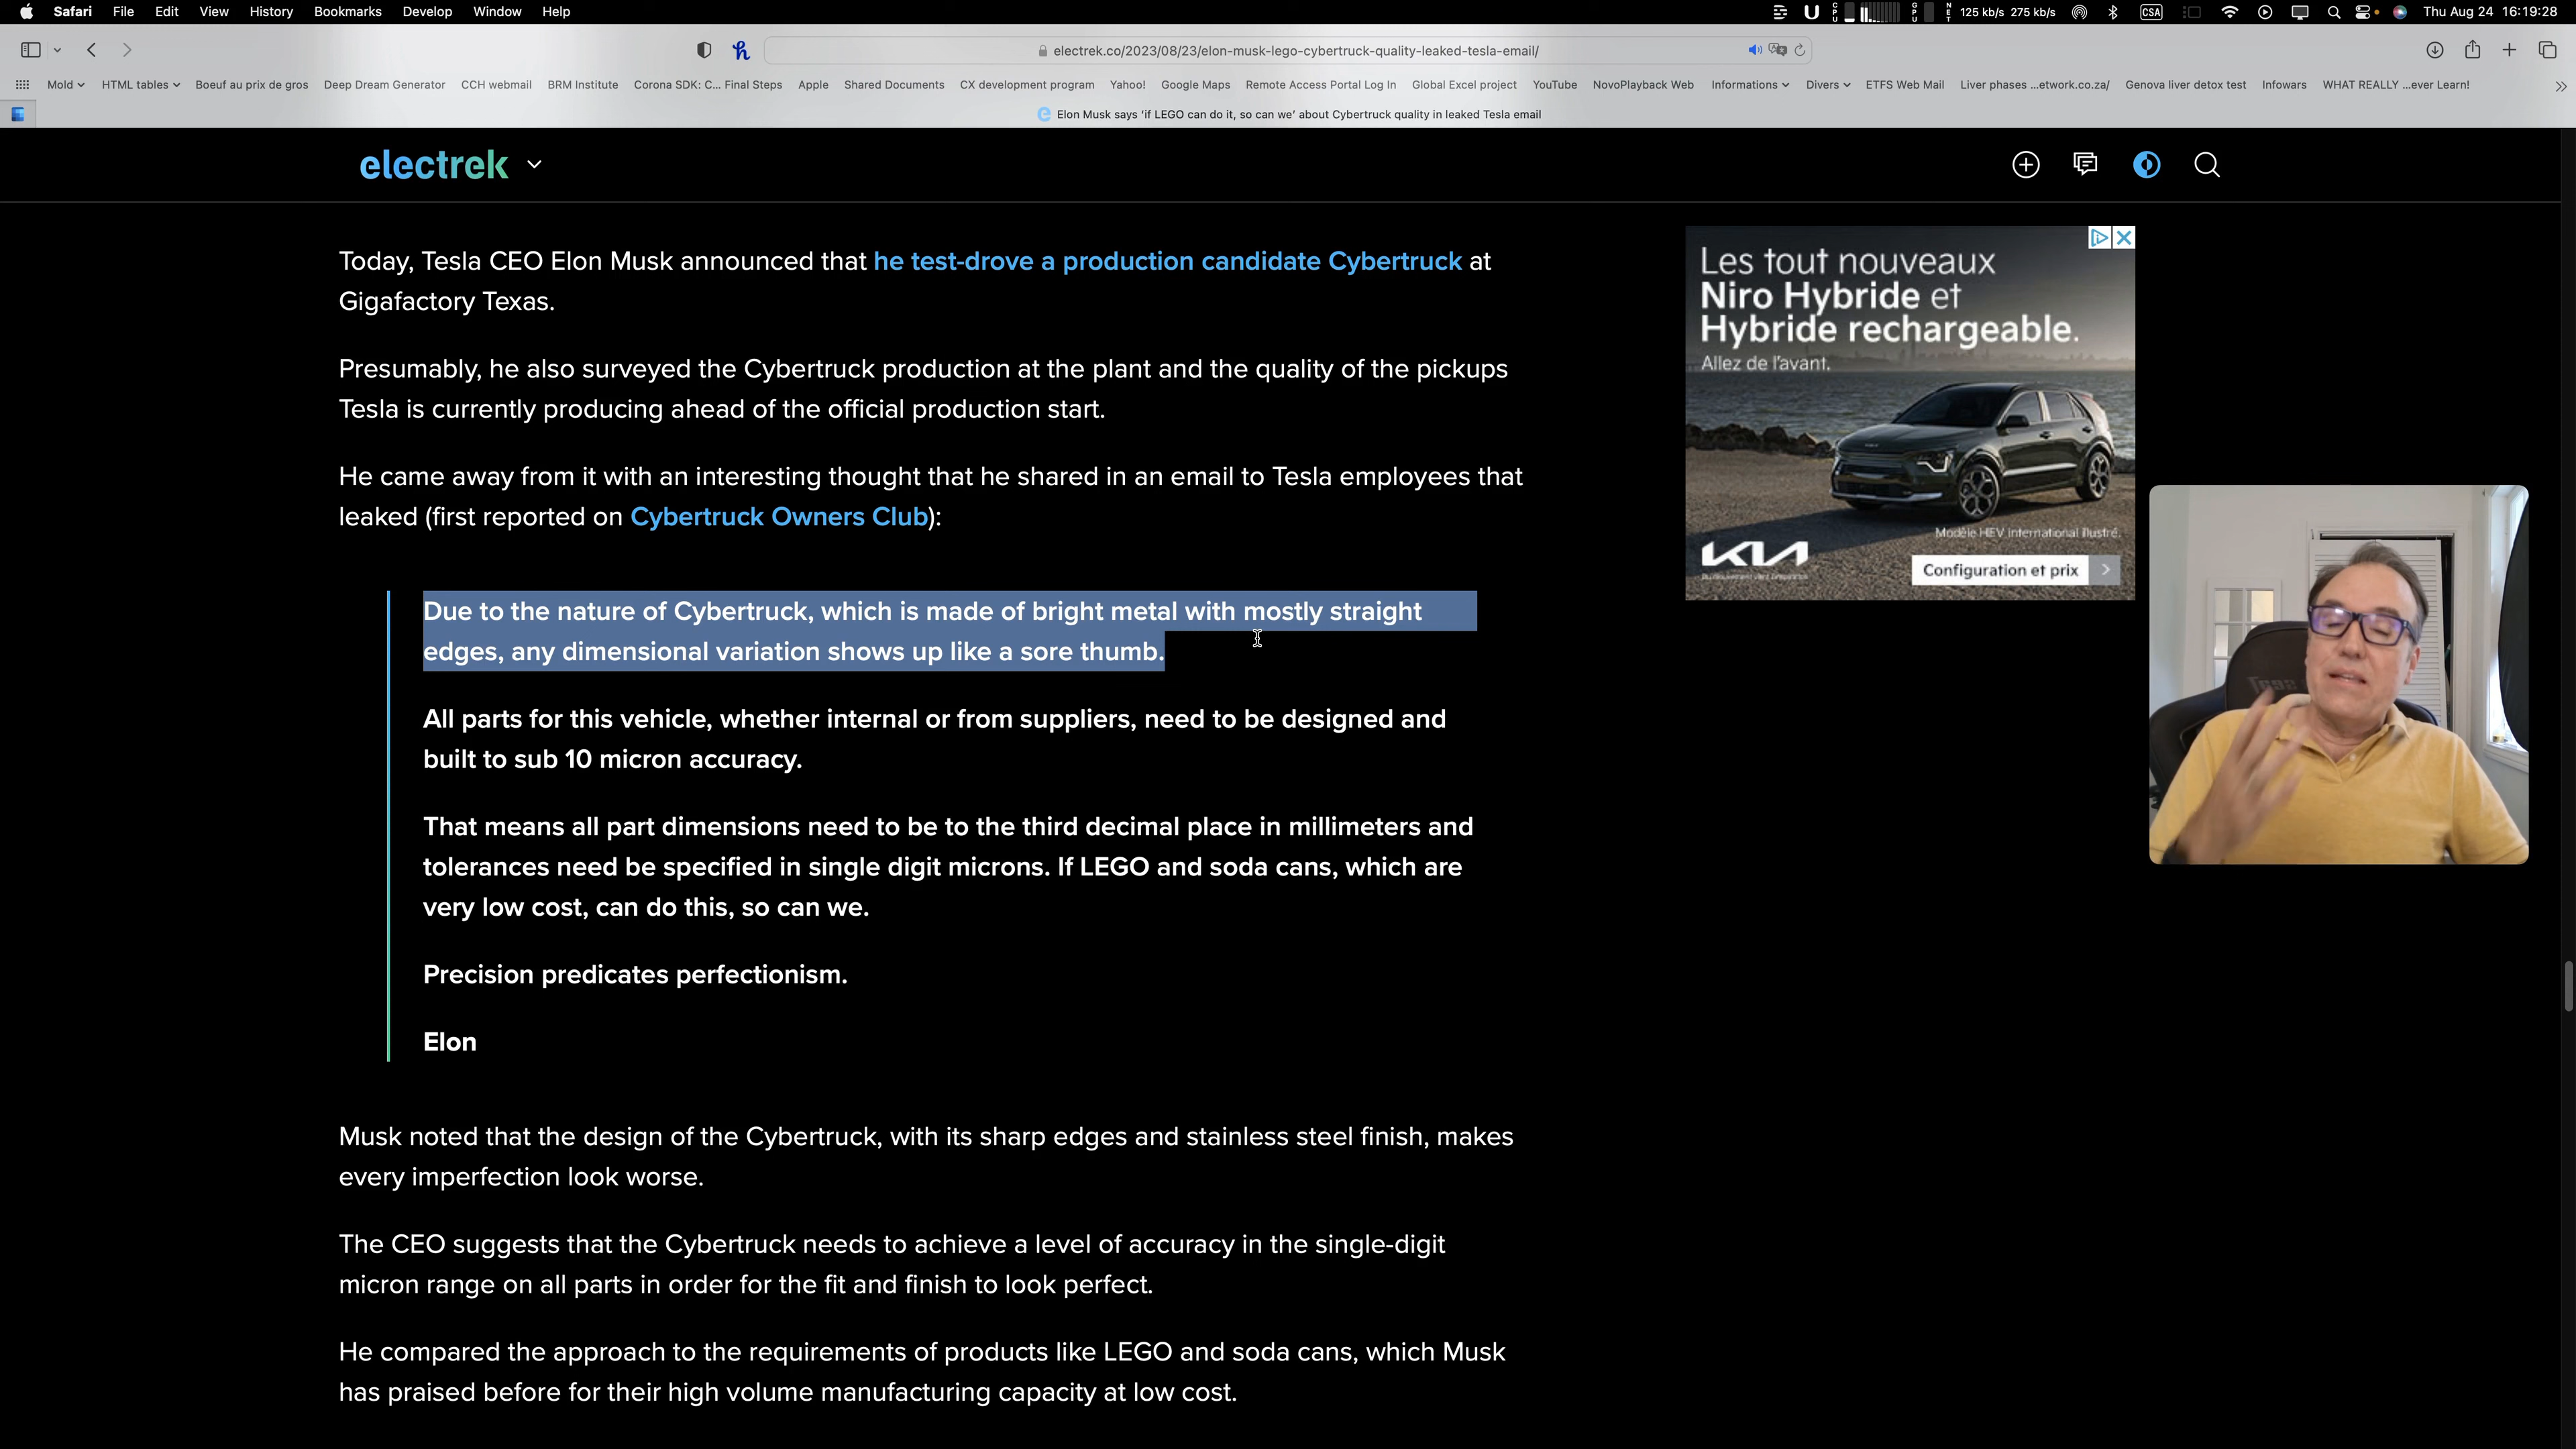 Safari File Edit View History Bookmarks Develop Window Help
CPU GPU NET 125 kb/s 275 kb/s CSA Thu Aug 24 16:19:28
electrek.co/2023/08/23/elon-musk-lego-cybertruck-quality-leaked-tesla-email/
Mold HTML tables Boeuf au prix de gros Deep Dream Generator CCH webmail BRM Institute Corona SDK: C... Final Steps Apple Shared Documents CX development program Yahoo! Google Maps Remote Access Portal Log In Global Excel project YouTube NovoPlayback Web Informations Divers ETFS Web Mail Liver phases ...etwork.co.za/ Genova liver detox test Infowars WHAT REALLY ...ever Learn!
Elon Musk says ‘if LEGO can do it, so can we’ about Cybertruck quality in leaked Tesla email
electrek
Today, Tesla CEO Elon Musk announced that he test-drove a production candidate Cybertruck at
Gigafactory Texas.
Presumably, he also surveyed the Cybertruck production at the plant and the quality of the pickups
Tesla is currently producing ahead of the official production start.
He came away from it with an interesting thought that he shared in an email to Tesla employees that
leaked (first reported on Cybertruck Owners Club):
Due to the nature of Cybertruck, which is made of bright metal with mostly straight
edges, any dimensional variation shows up like a sore thumb.
All parts for this vehicle, whether internal or from suppliers, need to be designed and
built to sub 10 micron accuracy.
That means all part dimensions need to be to the third decimal place in millimeters and
tolerances need be specified in single digit microns. If LEGO and soda cans, which are
very low cost, can do this, so can we.
Precision predicates perfectionism.
Elon
Musk noted that the design of the Cybertruck, with its sharp edges and stainless steel finish, makes
every imperfection look worse.
The CEO suggests that the Cybertruck needs to achieve a level of accuracy in the single-digit
micron range on all parts in order for the fit and finish to look perfect.
He compared the approach to the requirements of products like LEGO and soda cans, which Musk
has praised before for their high volume manufacturing capacity at low cost.
Les tout nouveaux
Niro Hybride et
Hybride rechargeable.
Allez de l'avant.
Modèle HEV international illustré.
KIA
Configuration et prix